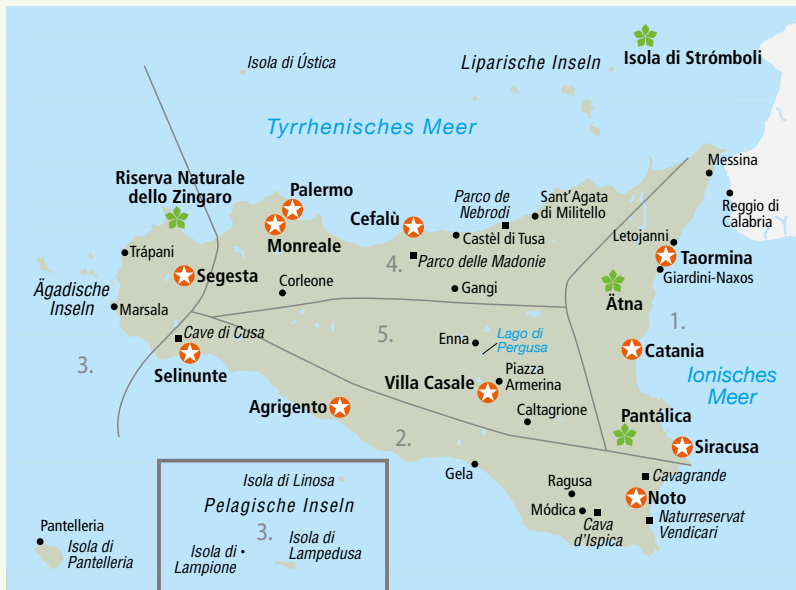 Isola di Strómboli
Isola di Ústica
Liparische Inseln
Tyrrhenisches Meer
Messina
Riserva Naturale
dello Zingaro
Palermo
Parco de
Nebrodi
Sant'Agata
di Militello
Reggio di
Calabria
Cefalù
Monreale
Castèl di Tusa
Letojanni
Trápani
Taormina
4.
Parco delle Madonie
Segesta
Giardini-Naxos
Ägadische
Inseln
Corleone
Gangi
Ätna
Marsala
1.
5.
Cave di Cusa
Enna
Lago di
Pergusa
3.
Catania
Selinunte
Villa Casale
Piazza
Armerina
Ionisches
Meer
Agrigento
Caltagrione
Pantálica
2.
Siracusa
Gela
Cavagrande
Isola di Linosa
Ragusa
Pelagische Inseln
Noto
Módica
Cava
d'Ispica
Naturreservat
Vendicari
Pantelleria
3.
Isola di
Pantelleria
Isola di
Lampione
Isola di
Lampedusa